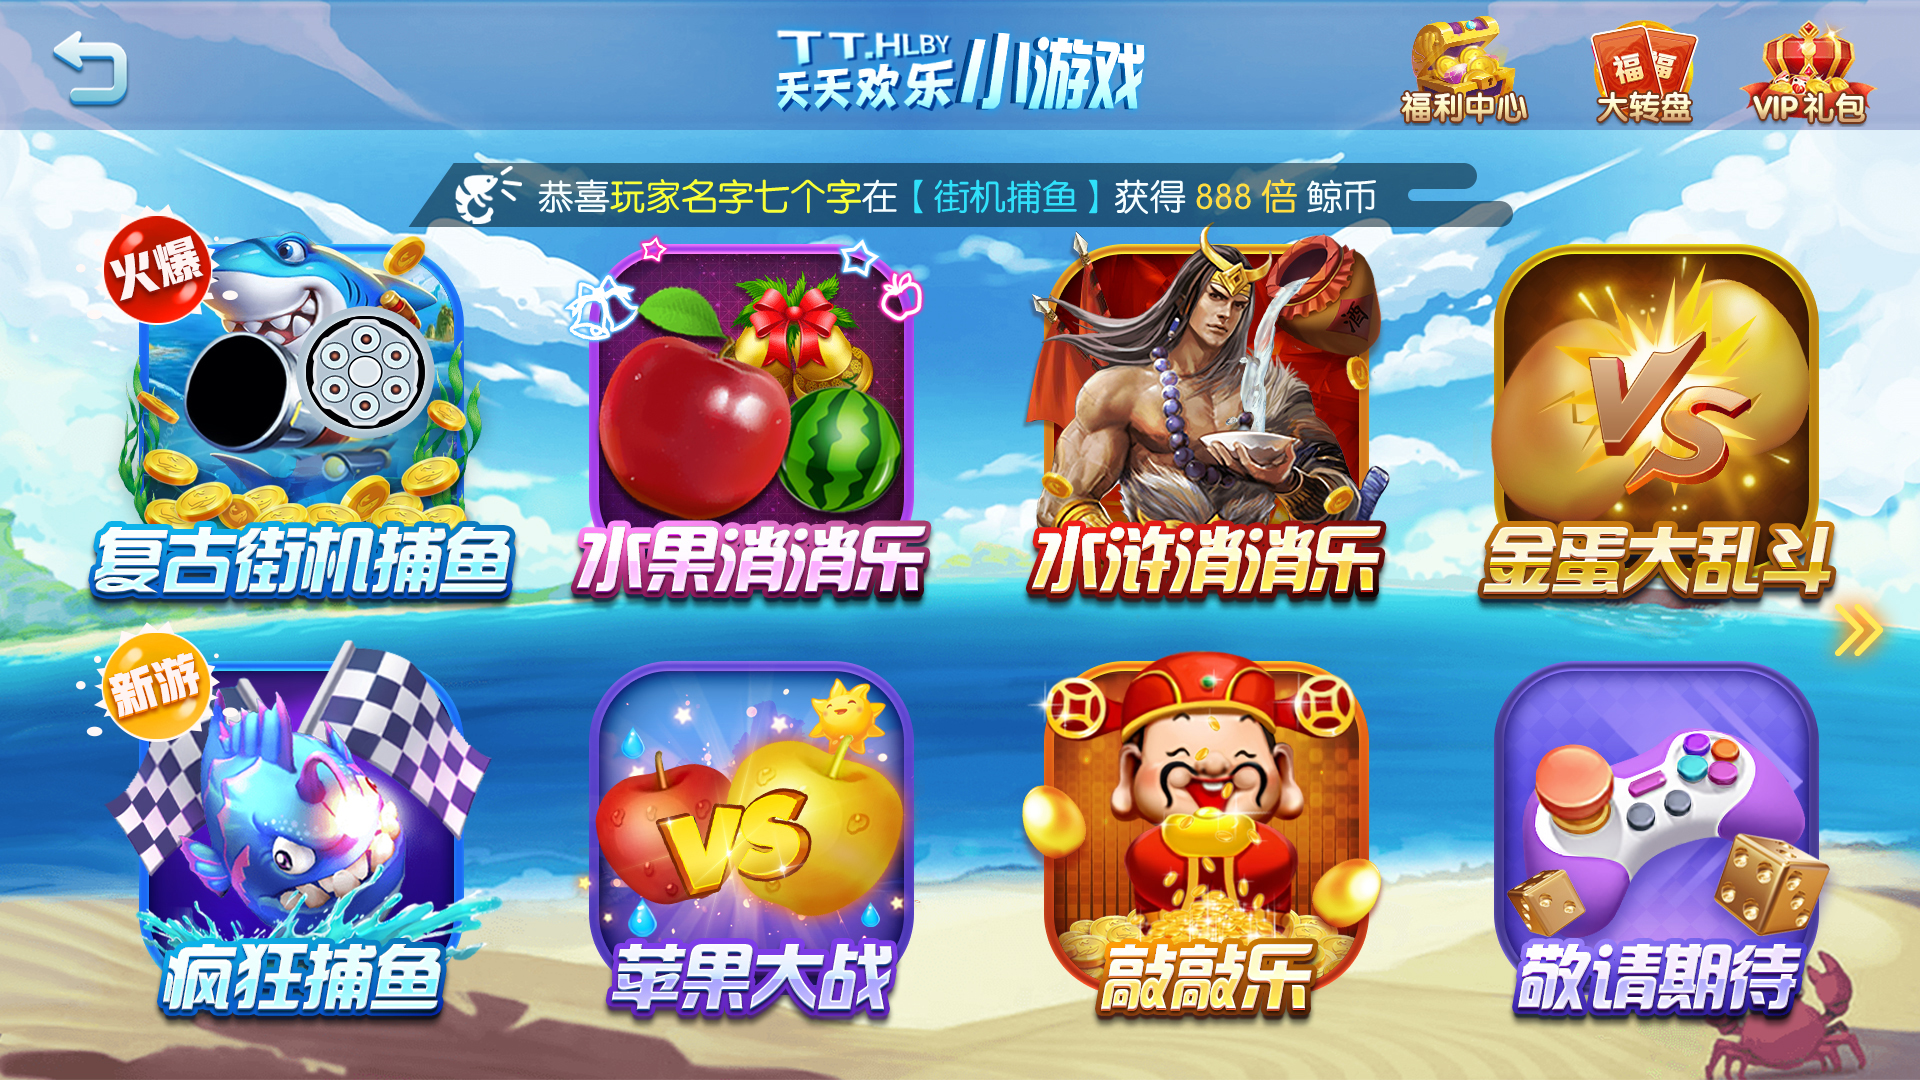 TT.HLBY
天天欢乐小游戏
福 福
福利中心
大转盘
VIP礼包
恭喜玩家名字七个字在【街机捕鱼】获得 888 倍 鲸币
火爆
复古街机捕鱼
水果消消乐
酒
水浒消消乐
VS
金蛋大乱斗
新游
疯狂捕鱼
VS
苹果大战
敲敲乐
敬请期待